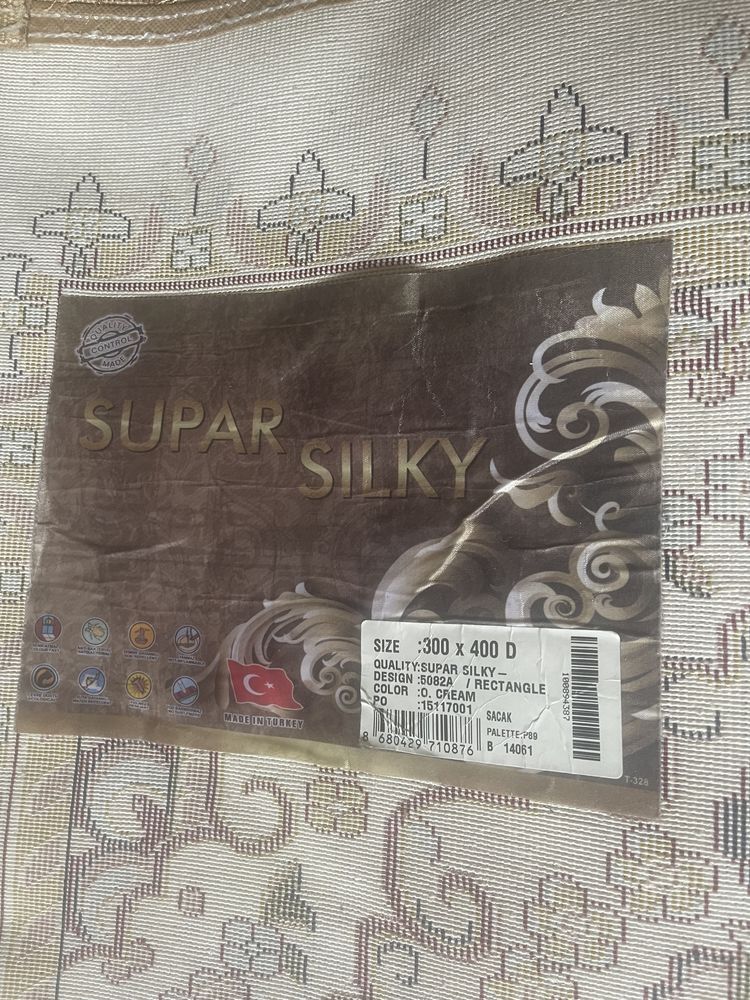 QUALITY
CONTROL
MADE
SUPAR
SILKY
MADE IN TURKEY
SIZE :300 x 400 D
QUALITY:SUPAR SILKY-
DESIGN :5082A / RECTANGLE
COLOR :O. CREAM
PO :15117001
SACAK
PALETTE:P89
B 14061
8 680429 710876
100894387
T-328